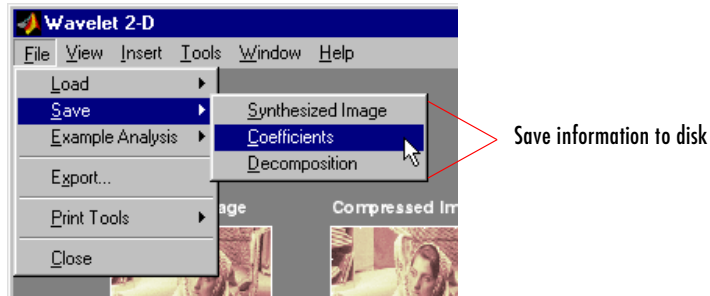 Wavelet 2-D
File View Insert Tools Window Help
Load
Save
Synthesized Image
Example Analysis
Coefficients
Save information to disk
Decomposition
Export...
Print Tools
age
Compressed Im
Close